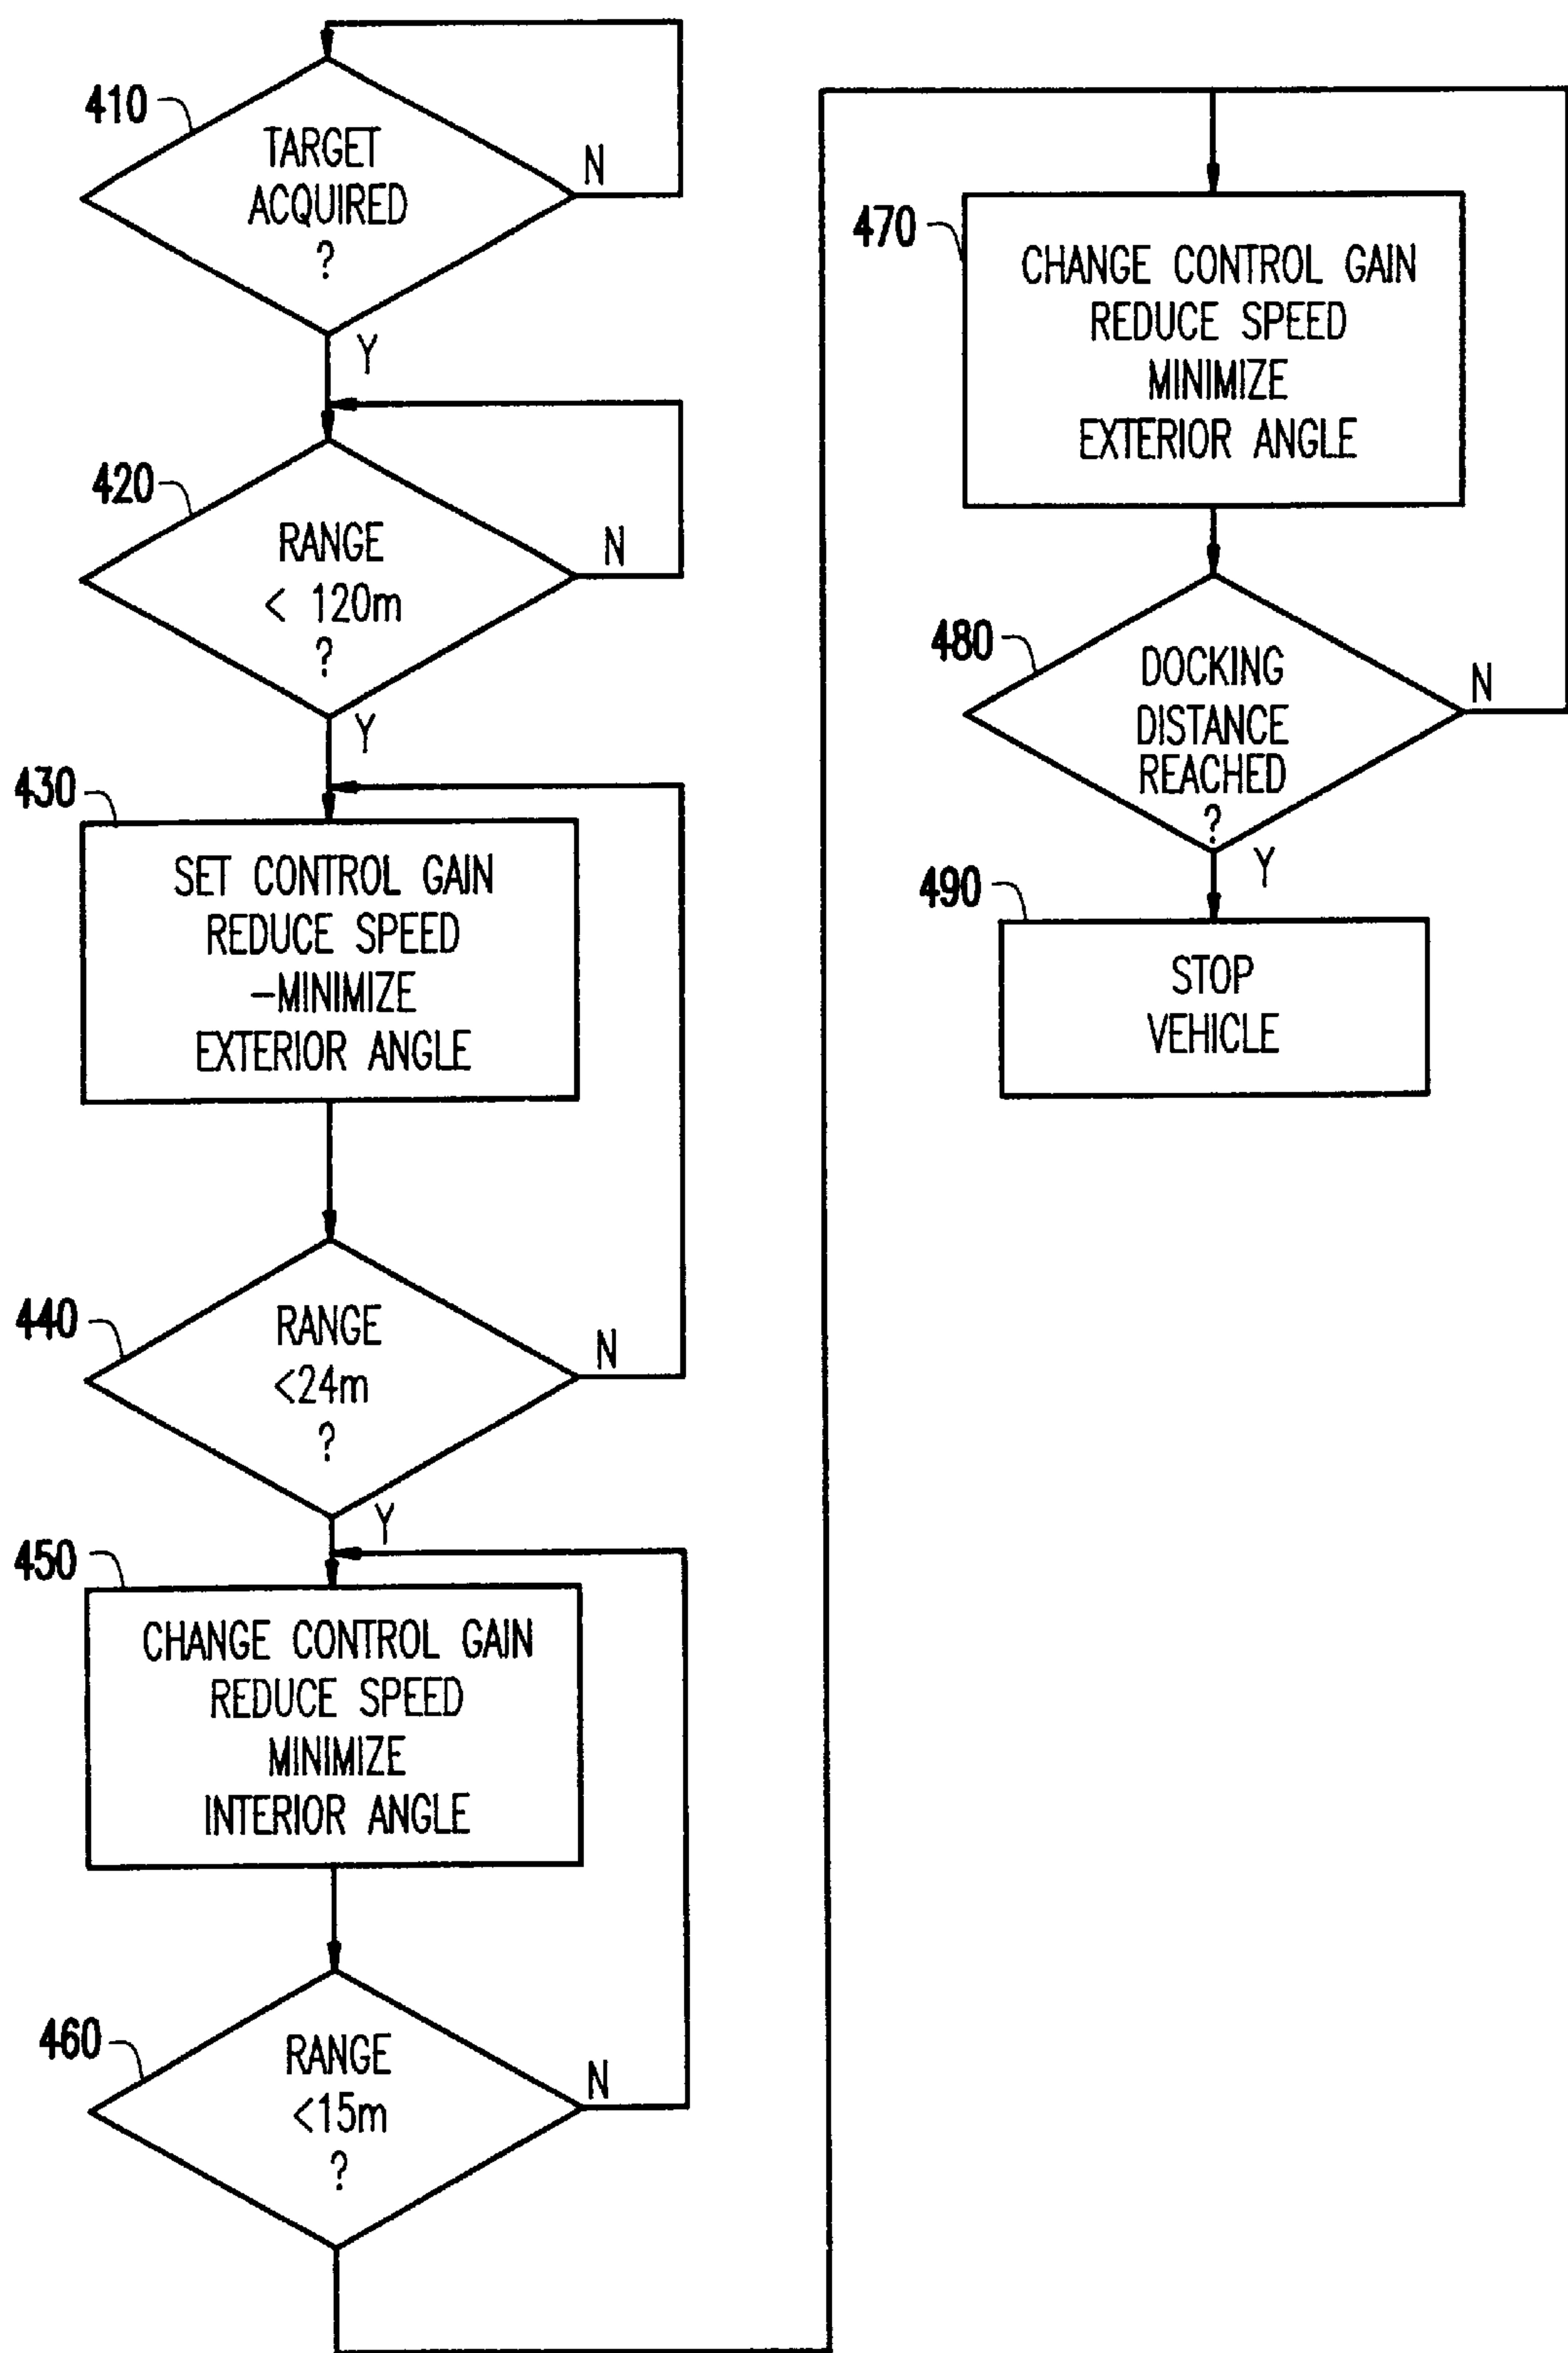 410
TARGET
ACQUIRED
?
N
Y
420
RANGE
< 120m
?
N
Y
430
SET CONTROL GAIN
REDUCE SPEED
-MINIMIZE
EXTERIOR ANGLE
440
RANGE
<24m
?
N
Y
450
CHANGE CONTROL GAIN
REDUCE SPEED
MINIMIZE
INTERIOR ANGLE
460
RANGE
<15m
?
N
470
CHANGE CONTROL GAIN
REDUCE SPEED
MINIMIZE
EXTERIOR ANGLE
480
DOCKING
DISTANCE
REACHED
?
N
Y
490
STOP
VEHICLE